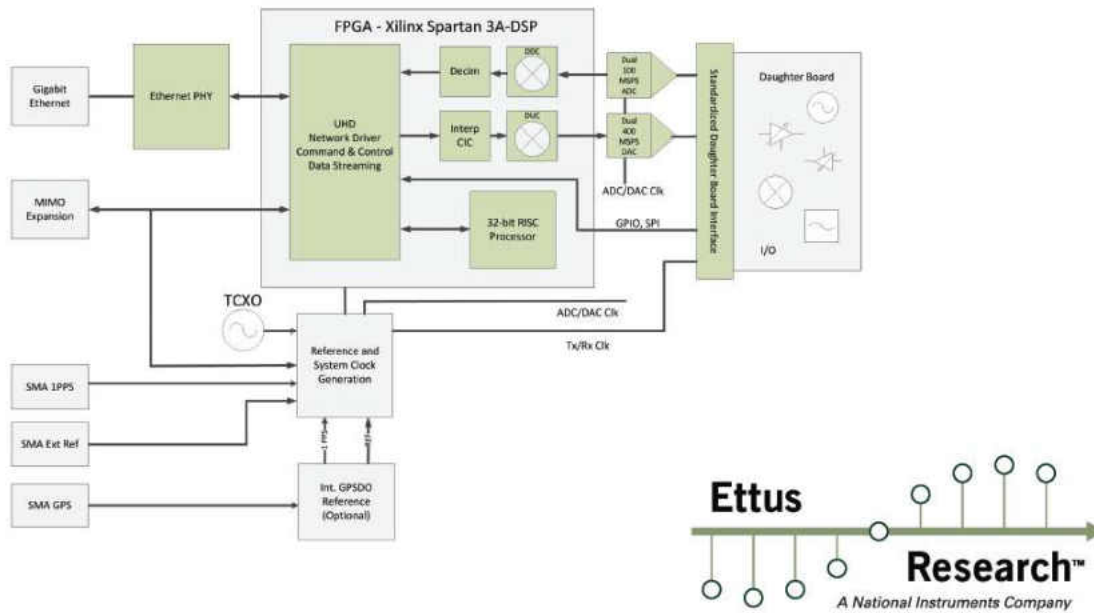 FPGA - Xilinx Spartan 3A-DSP
Gigabit
Ethernet
Ethernet PHY
UHD
Network Driver
Command & Control
Data Streaming
Decim
DDC
Interp
CIC
DUC
Dual
100
MSPS
ADC
Dual
400
MSPS
DAC
ADC/DAC Clk
Standardized Daughter Board Interface
Daughter Board
I/O
MIMO
Expansion
32-bit RISC
Processor
GPIO, SPI
TCXO
ADC/DAC Clk
Tx/Rx Clk
Reference and
System Clock
Generation
SMA 1PPS
SMA Ext Ref
SMA GPS
1 PPS
REF
Int. GPSDO
Reference
(Optional)
Ettus
Research™
A National Instruments Company